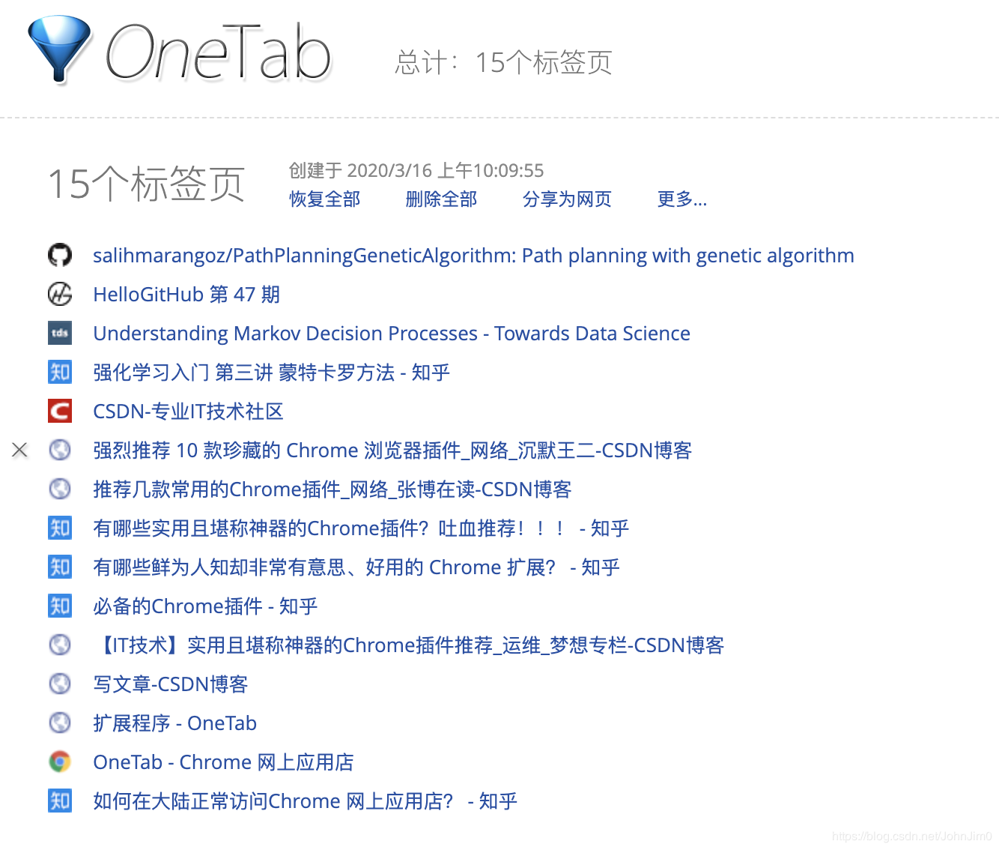 OneTab 总计：15个标签页
15个标签页
创建于 2020/3/16 上午10:09:55
恢复全部 删除全部 分享为网页 更多...
salihmarangoz/PathPlanningGeneticAlgorithm: Path planning with genetic algorithm
HelloGitHub 第 47 期
tds Understanding Markov Decision Processes - Towards Data Science
知 强化学习入门 第三讲 蒙特卡罗方法 - 知乎
C CSDN-专业IT技术社区
强烈推荐 10 款珍藏的 Chrome 浏览器插件_网络_沉默王二-CSDN博客
推荐几款常用的Chrome插件_网络_张博在读-CSDN博客
知 有哪些实用且堪称神器的Chrome插件？吐血推荐！！！ - 知乎
知 有哪些鲜为人知却非常有意思、好用的 Chrome 扩展？ - 知乎
知 必备的Chrome插件 - 知乎
【IT技术】实用且堪称神器的Chrome插件推荐_运维_梦想专栏-CSDN博客
写文章-CSDN博客
扩展程序 - OneTab
OneTab - Chrome 网上应用店
知 如何在大陆正常访问Chrome 网上应用店？ - 知乎
https://blog.csdn.net/JohnJim0